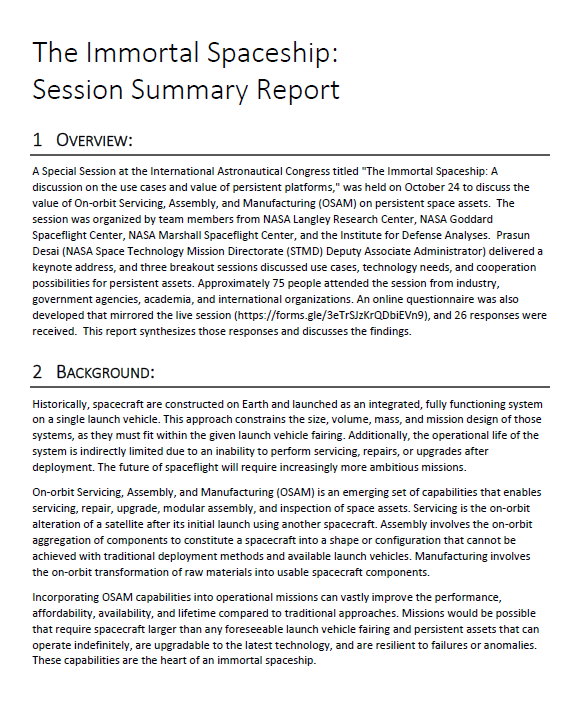 The Immortal Spaceship:
Session Summary Report
1 OVERVIEW:
A Special Session at the International Astronautical Congress titled "The Immortal Spaceship: A
discussion on the use cases and value of persistent platforms," was held on October 24 to discuss the
value of On-orbit Servicing, Assembly, and Manufacturing (OSAM) on persistent space assets. The
session was organized by team members from NASA Langley Research Center, NASA Goddard
Spaceflight Center, NASA Marshall Spaceflight Center, and the Institute for Defense Analyses. Prasun
Desai (NASA Space Technology Mission Directorate (STMD) Deputy Associate Administrator) delivered a
keynote address, and three breakout sessions discussed use cases, technology needs, and cooperation
possibilities for persistent assets. Approximately 75 people attended the session from industry,
government agencies, academia, and international organizations. An online questionnaire was also
developed that mirrored the live session (https://forms.gle/3eTrSJzKrQDbiEVn9), and 26 responses were
received. This report synthesizes those responses and discusses the findings.
2 BACKGROUND:
Historically, spacecraft are constructed on Earth and launched as an integrated, fully functioning system
on a single launch vehicle. This approach constrains the size, volume, mass, and mission design of those
systems, as they must fit within the given launch vehicle fairing. Additionally, the operational life of the
system is indirectly limited due to an inability to perform servicing, repairs, or upgrades after
deployment. The future of spaceflight will require increasingly more ambitious missions.
On-orbit Servicing, Assembly, and Manufacturing (OSAM) is an emerging set of capabilities that enables
servicing, repair, upgrade, modular assembly, and inspection of space assets. Servicing is the on-orbit
alteration of a satellite after its initial launch using another spacecraft. Assembly involves the on-orbit
aggregation of components to constitute a spacecraft into a shape or configuration that cannot be
achieved with traditional deployment methods and available launch vehicles. Manufacturing involves
the on-orbit transformation of raw materials into usable spacecraft components.
Incorporating OSAM capabilities into operational missions can vastly improve the performance,
affordability, availability, and lifetime compared to traditional approaches. Missions would be possible
that require spacecraft larger than any foreseeable launch vehicle fairing and persistent assets that can
operate indefinitely, are upgradable to the latest technology, and are resilient to failures or anomalies.
These capabilities are the heart of an immortal spaceship.